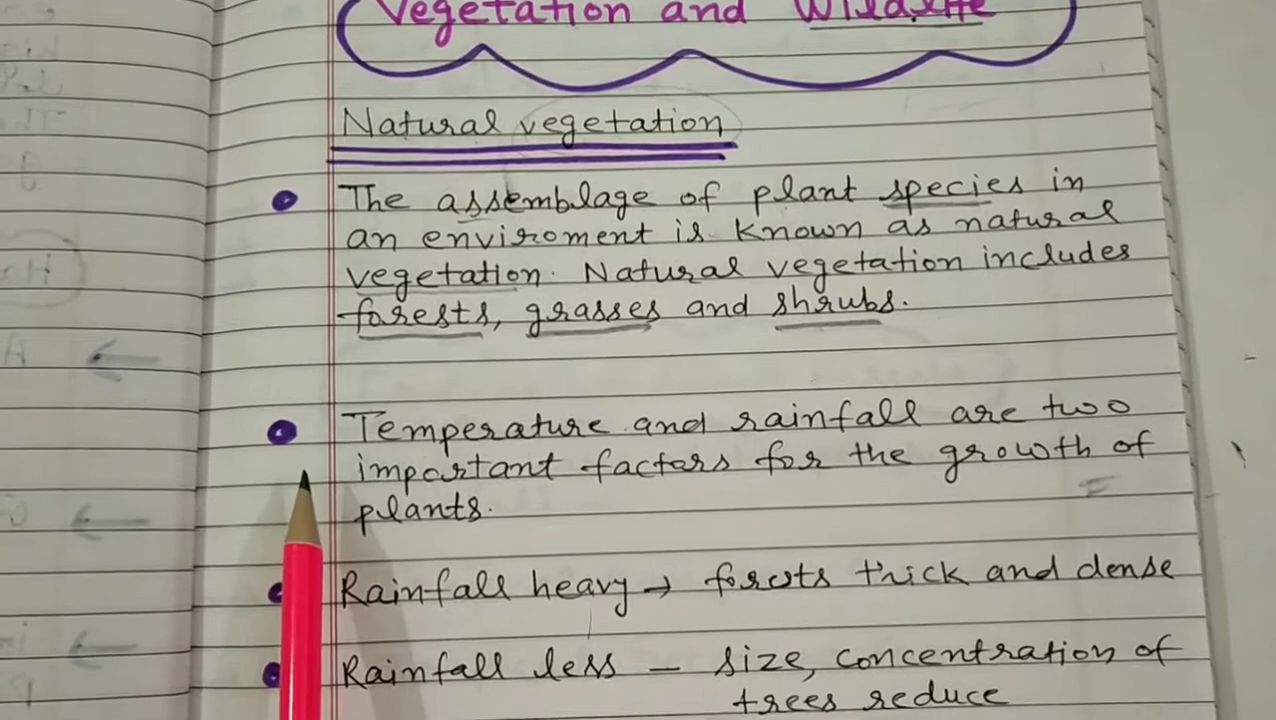 Vegetation and Wildlife
Natural vegetation
The assemblage of plant species in
an enviroment is known as natural
vegetation. Natural vegetation includes
forests, grasses and shrubs.
Temperature and rainfall are two
important factors for the growth of
plants.
Rainfall heavy → forests thick and dense
Rainfall less — size, concentration of
trees reduce